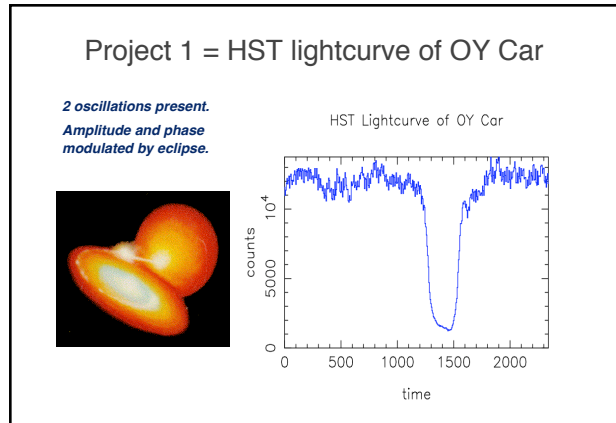 Project 1 = HST lightcurve of OY Car
2 oscillations present.
Amplitude and phase
modulated by eclipse.
HST Lightcurve of OY Car
counts
10⁴
5000
0
0 500 1000 1500 2000
time